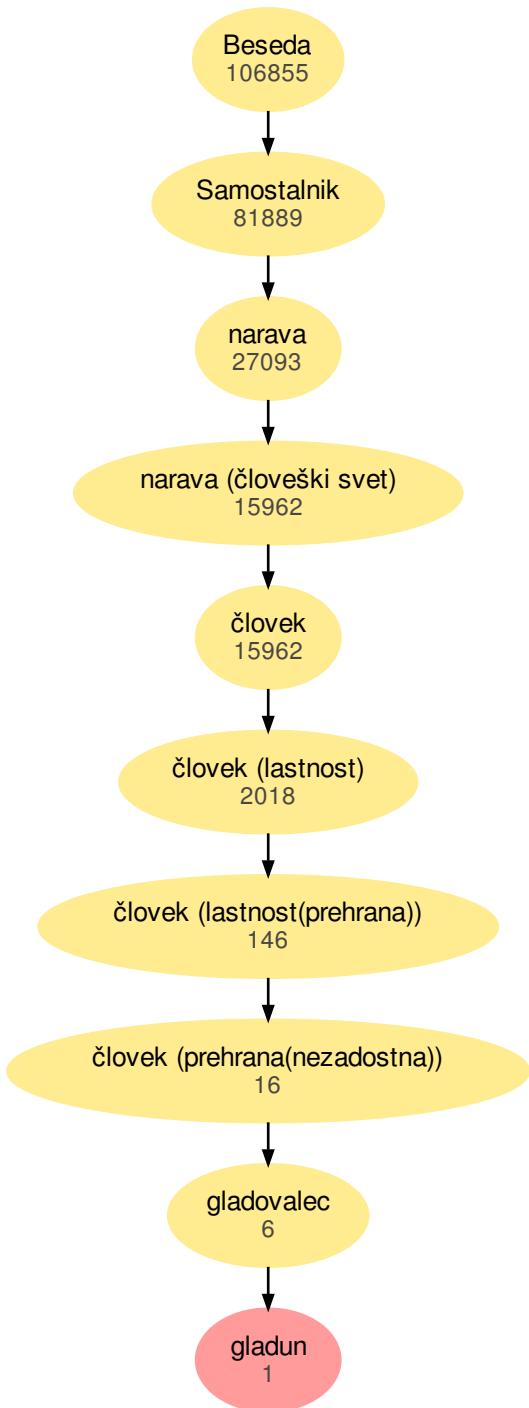 Beseda
106855
Samostalnik
81889
narava
27093
narava (človeški svet)
15962
človek
15962
človek (lastnost)
2018
človek (lastnost(prehrana))
146
človek (prehrana(nezadostna))
16
gladovalec
6
gladun
1